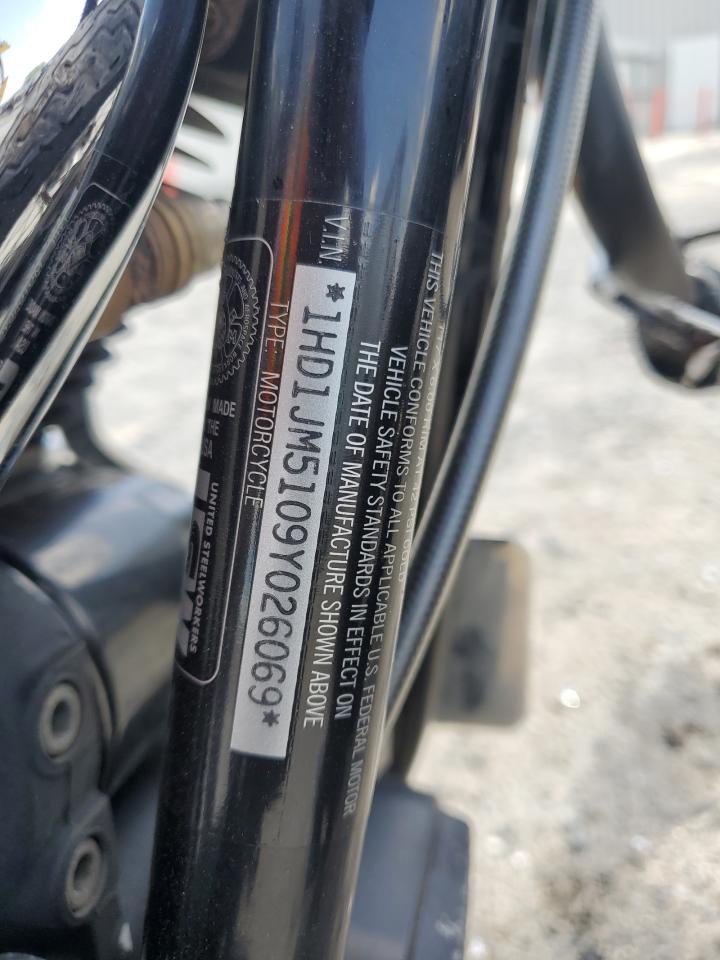 V.I.N.
*1HD1JM5109Y026069*
TYPE: MOTORCYCLE
THIS VEHICLE CONFORMS TO ALL APPLICABLE U.S. FEDERAL MOTOR
VEHICLE SAFETY STANDARDS IN EFFECT ON
THE DATE OF MANUFACTURE SHOWN ABOVE
MADE
THE
USA
UNITED STEELWORKERS